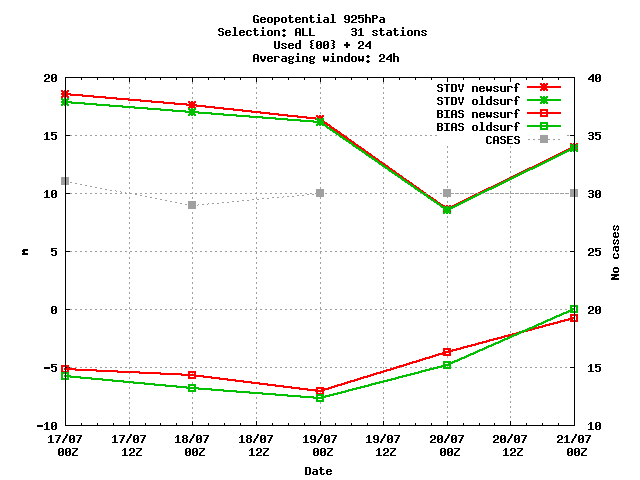 Geopotential 925hPa
Selection: ALL 31 stations
Used {00} + 24
Averaging window: 24h
20 40
STDV newsurf
STDV oldsurf
BIAS newsurf
BIAS oldsurf
CASES
15 35
10 30
5 25
0 20
-5 15
-10 10
m
No cases
17/07 17/07 18/07 18/07 19/07 19/07 20/07 20/07 21/07
00Z 12Z 00Z 12Z 00Z 12Z 00Z 12Z 00Z
Date